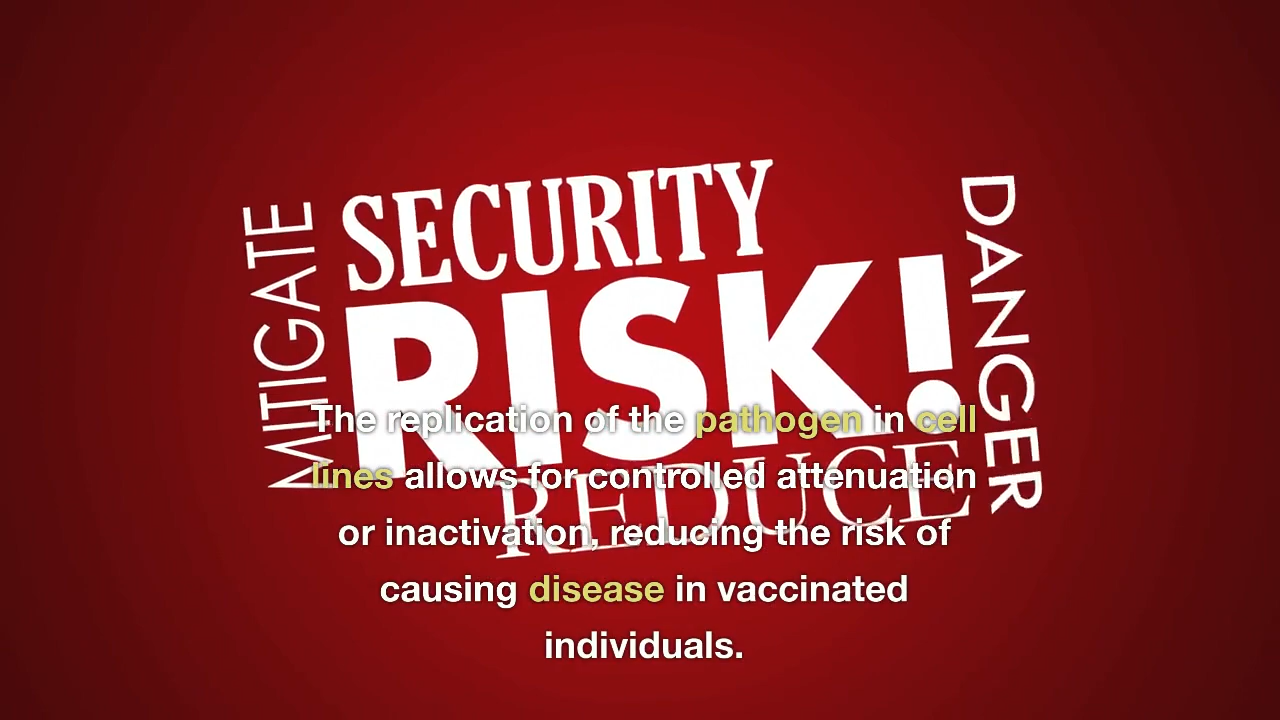 MITIGATE
SECURITY
RISK!
DANGER
REDUCE
The replication of the pathogen in cell
lines allows for controlled attenuation
or inactivation, reducing the risk of
causing disease in vaccinated
individuals.